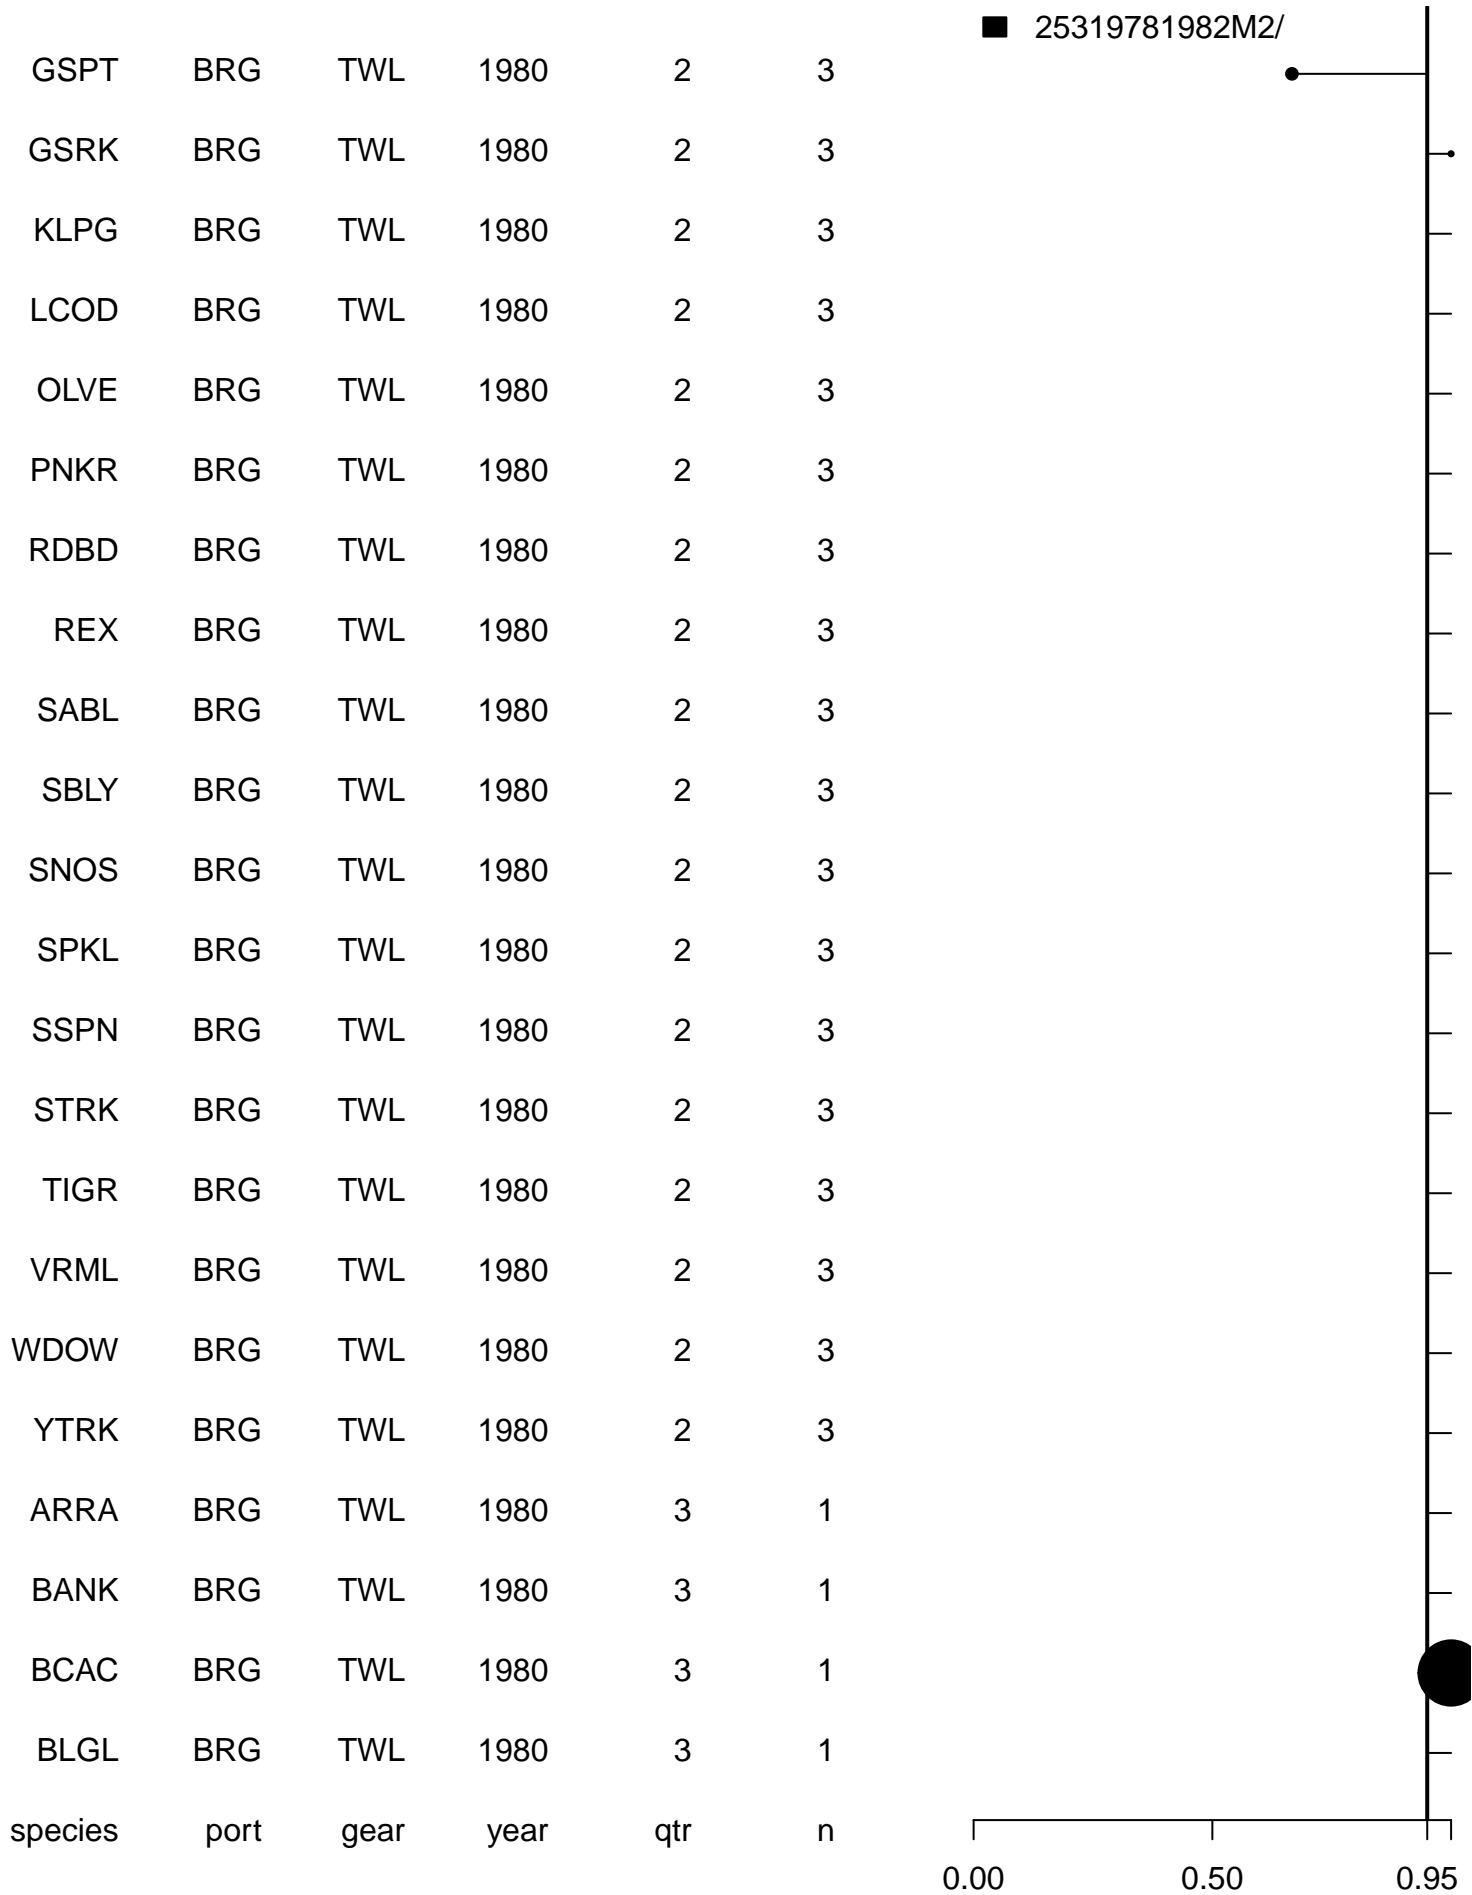 25319781982M2/
GSPT BRG TWL 1980 2 3
GSRK BRG TWL 1980 2 3
KLPG BRG TWL 1980 2 3
LCOD BRG TWL 1980 2 3
OLVE BRG TWL 1980 2 3
PNKR BRG TWL 1980 2 3
RDBD BRG TWL 1980 2 3
REX BRG TWL 1980 2 3
SABL BRG TWL 1980 2 3
SBLY BRG TWL 1980 2 3
SNOS BRG TWL 1980 2 3
SPKL BRG TWL 1980 2 3
SSPN BRG TWL 1980 2 3
STRK BRG TWL 1980 2 3
TIGR BRG TWL 1980 2 3
VRML BRG TWL 1980 2 3
WDOW BRG TWL 1980 2 3
YTRK BRG TWL 1980 2 3
ARRA BRG TWL 1980 3 1
BANK BRG TWL 1980 3 1
BCAC BRG TWL 1980 3 1
BLGL BRG TWL 1980 3 1
species port gear year qtr n
0.00 0.50 0.95